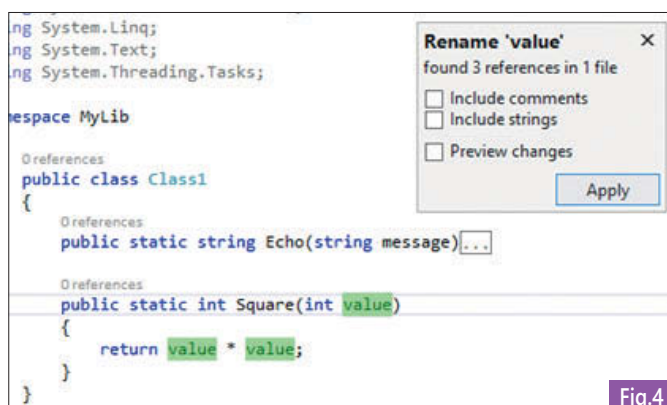 ng System.Linq;
ng System.Text;
ng System.Threading.Tasks;
espace MyLib
0 references
public class Class1
{
0 references
public static string Echo(string message)...
0 references
public static int Square(int value)
{
return value * value;
}
}
Rename 'value' ×
found 3 references in 1 file
Include comments
Include strings
Preview changes
Apply
Fig.4